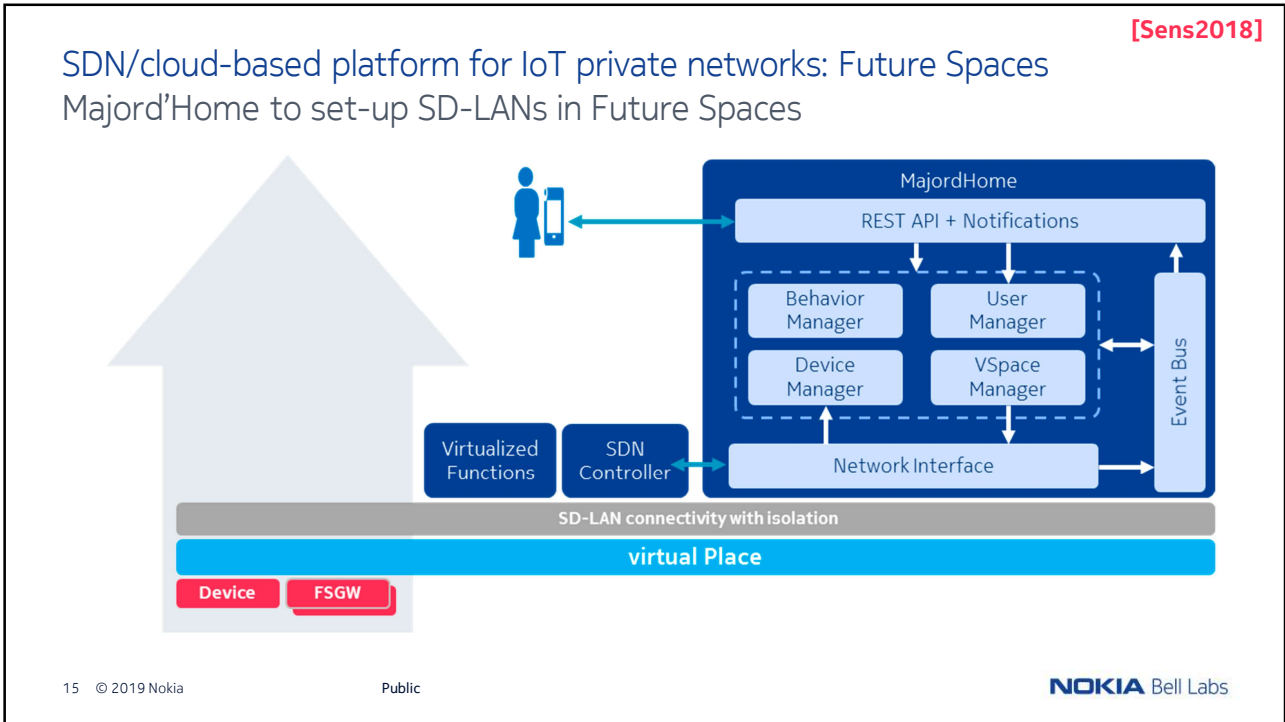 [Sens2018]
SDN/cloud-based platform for IoT private networks: Future Spaces
Majord'Home to set-up SD-LANs in Future Spaces
MajordHome
REST API + Notifications
Behavior
Manager
User
Manager
Device
Manager
VSpace
Manager
Event Bus
Virtualized
Functions
SDN
Controller
Network Interface
SD-LAN connectivity with isolation
virtual Place
Device
FSGW
15 © 2019 Nokia
Public
NOKIA Bell Labs